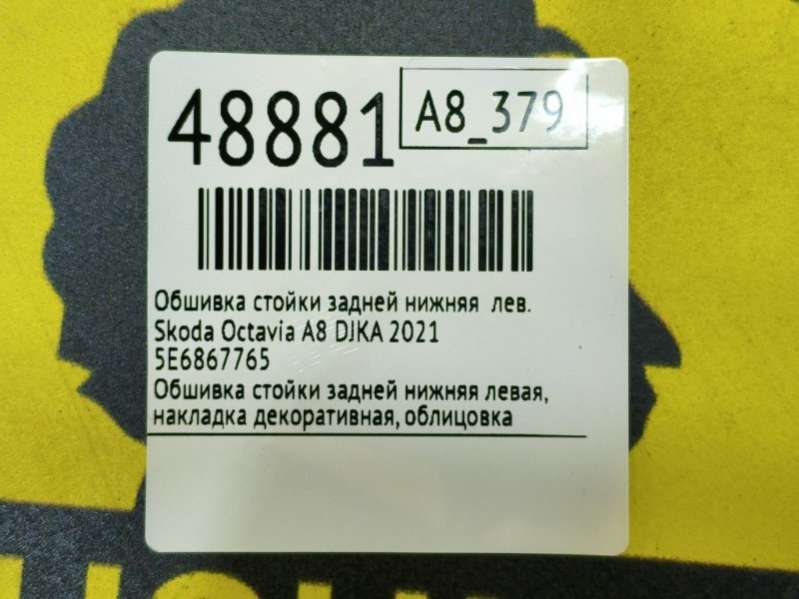 48881
A8_379
Обшивка стойки задней нижняя лев.
Skoda Octavia A8 DJKA 2021
5E6867765
Обшивка стойки задней нижняя левая,
накладка декоративная, облицовка